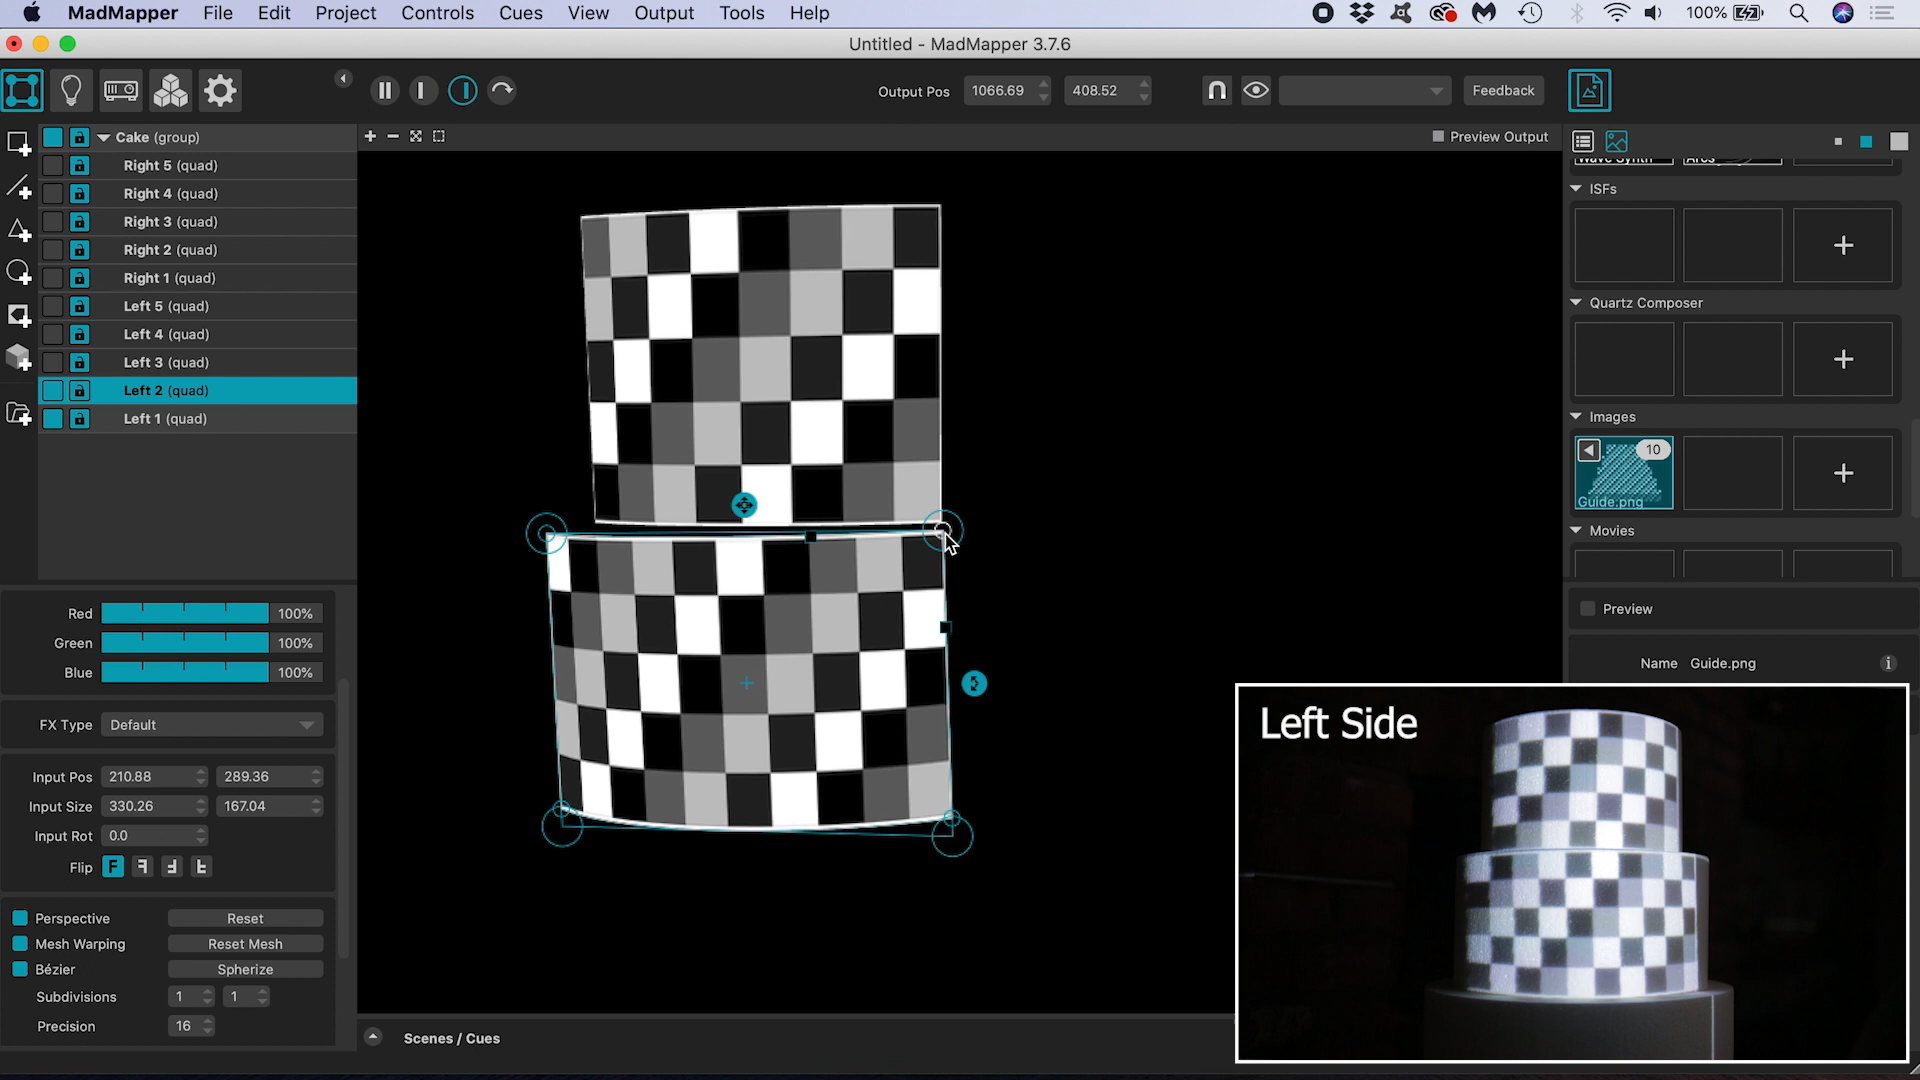 MadMapper File Edit Project Controls Cues View Output Tools Help 100%
Untitled - MadMapper 3.7.6
Output Pos 1066.69 408.52 Feedback
Cake (group)
Right 5 (quad)
Right 4 (quad)
Right 3 (quad)
Right 2 (quad)
Right 1 (quad)
Left 5 (quad)
Left 4 (quad)
Left 3 (quad)
Left 2 (quad)
Left 1 (quad)
Preview Output
Wave Synth Arcs
ISFs
Quartz Composer
Images
10
Guide.png
Movies
Preview
Name Guide.png
Red 100%
Green 100%
Blue 100%
FX Type Default
Input Pos 210.88 289.36
Input Size 330.26 167.04
Input Rot 0.0
Flip
Perspective Reset
Mesh Warping Reset Mesh
Bézier Spherize
Subdivisions 1 1
Precision 16
Scenes / Cues
Left Side